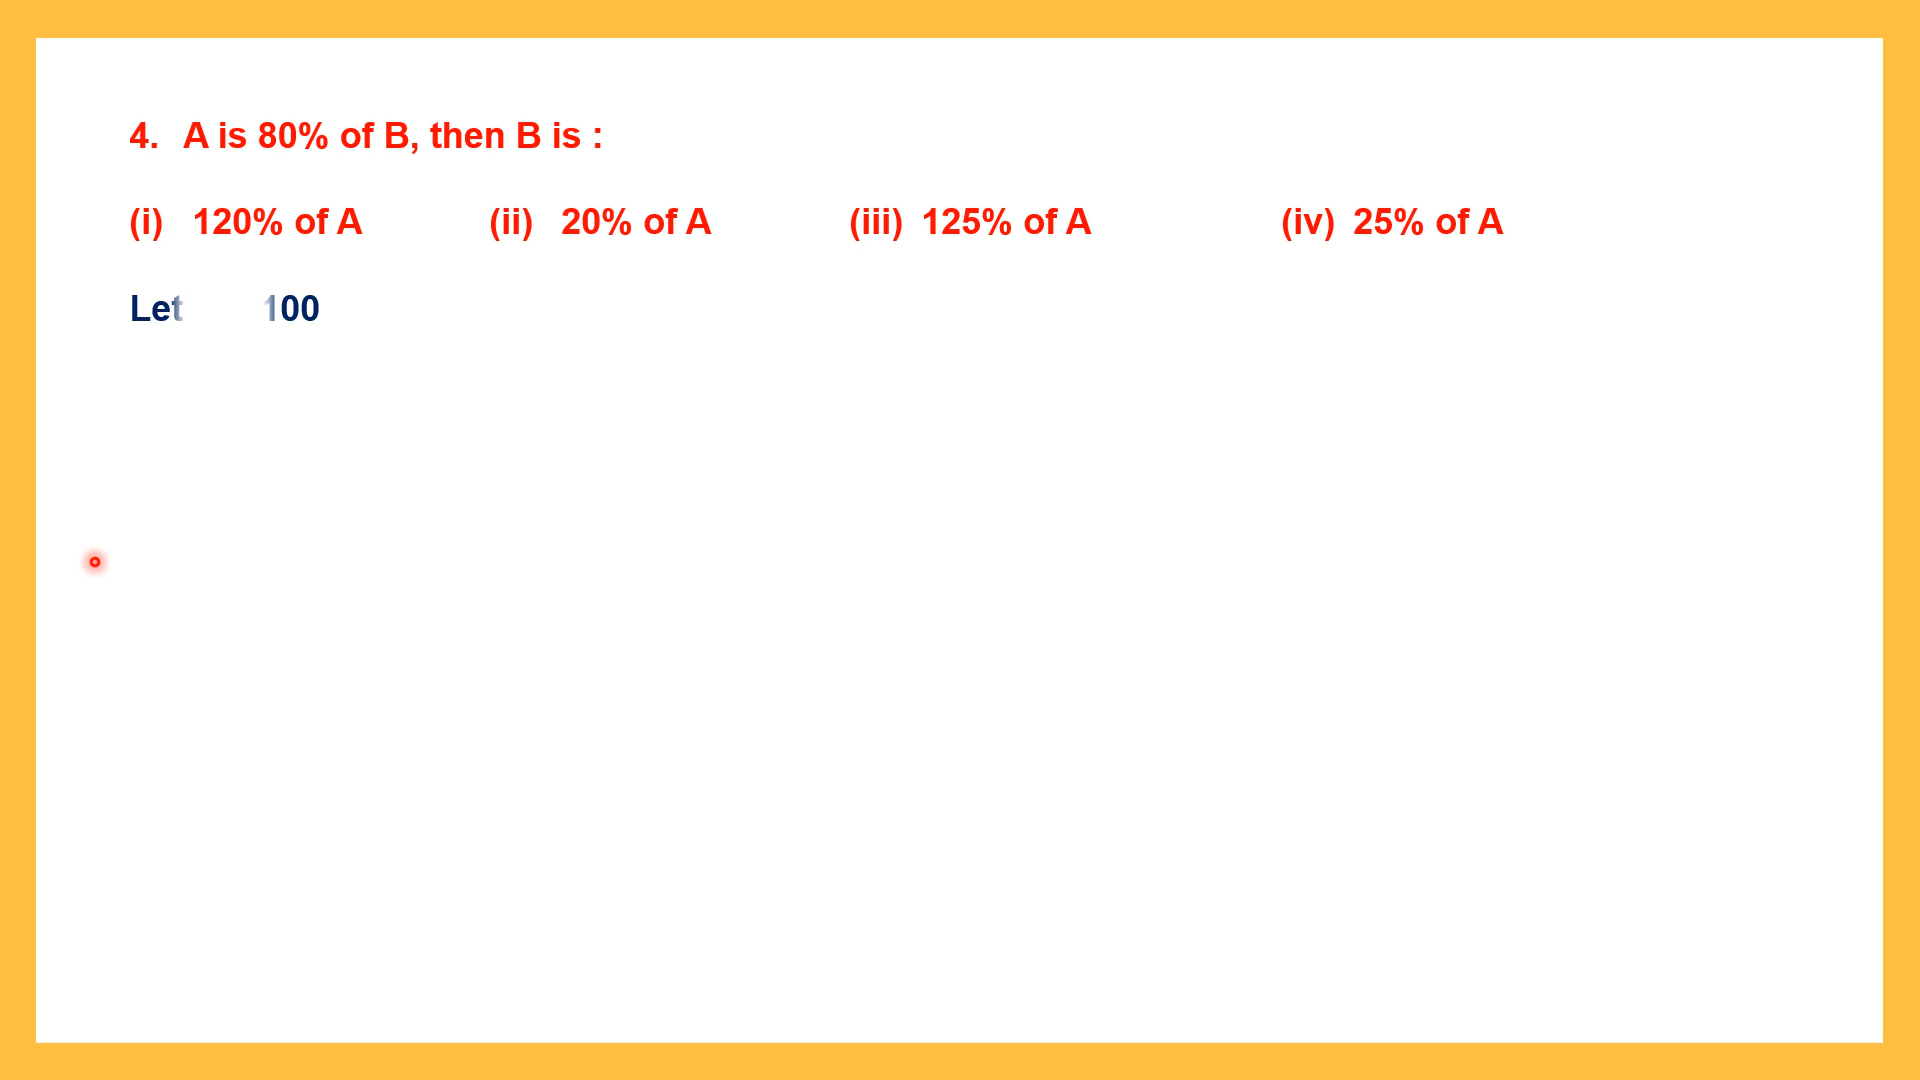 4. A is 80% of B, then B is :
(i) 120% of A (ii) 20% of A (iii) 125% of A (iv) 25% of A
Let 100